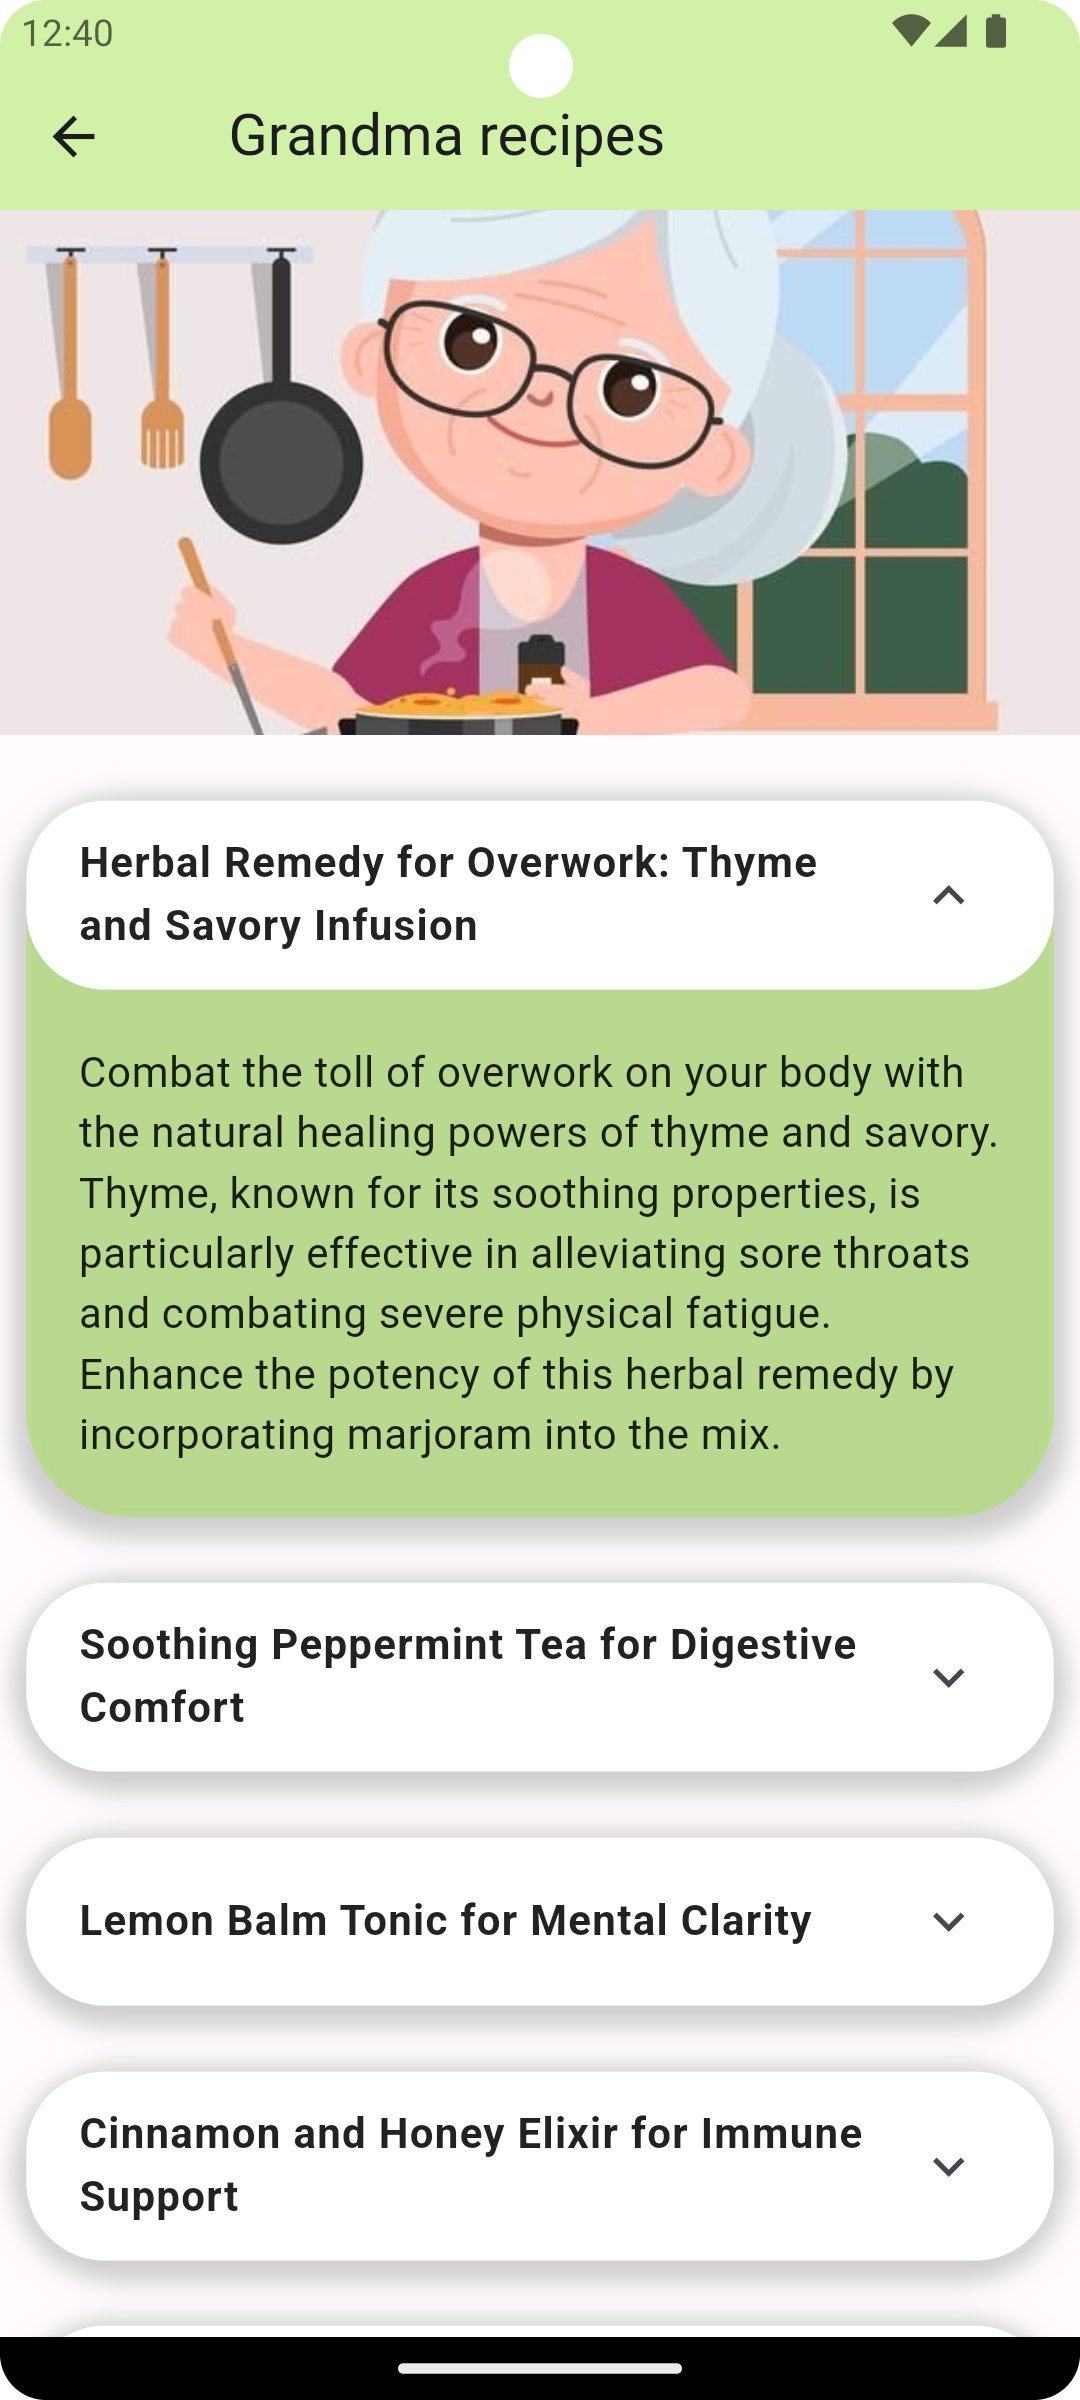 12:40
Grandma recipes
Herbal Remedy for Overwork: Thyme
and Savory Infusion
Combat the toll of overwork on your body with
the natural healing powers of thyme and savory.
Thyme, known for its soothing properties, is
particularly effective in alleviating sore throats
and combating severe physical fatigue.
Enhance the potency of this herbal remedy by
incorporating marjoram into the mix.
Soothing Peppermint Tea for Digestive
Comfort
Lemon Balm Tonic for Mental Clarity
Cinnamon and Honey Elixir for Immune
Support